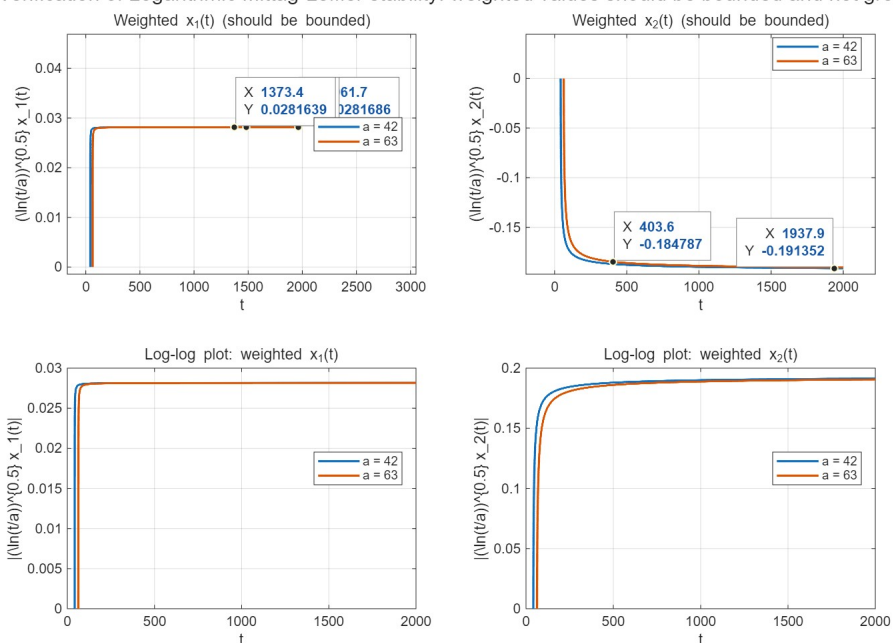 Weighted x₁(t) (should be bounded)
(\ln(t/a))^{0.5} x_1(t)
0.04
0.03
0.02
0.01
0
X 1373.4
Y 0.0281639
61.7
0281686
a = 42
a = 63
0 500 1000 1500 2000 2500 3000
t
Weighted x₂(t) (should be bounded)
(\ln(t/a))^{0.5} x_2(t)
a = 42
a = 63
0
-0.05
-0.1
-0.15
X 403.6
Y -0.184787
X 1937.9
Y -0.191352
0 500 1000 1500 2000
t
Log-log plot: weighted x₁(t)
|(\ln(t/a))^{0.5} x_1(t)|
0.03
0.025
0.02
0.015
0.01
0.005
0
a = 42
a = 63
0 500 1000 1500 2000
t
Log-log plot: weighted x₂(t)
|(\ln(t/a))^{0.5} x_2(t)|
0.2
0.15
0.1
0.05
0
a = 42
a = 63
0 500 1000 1500 2000
t